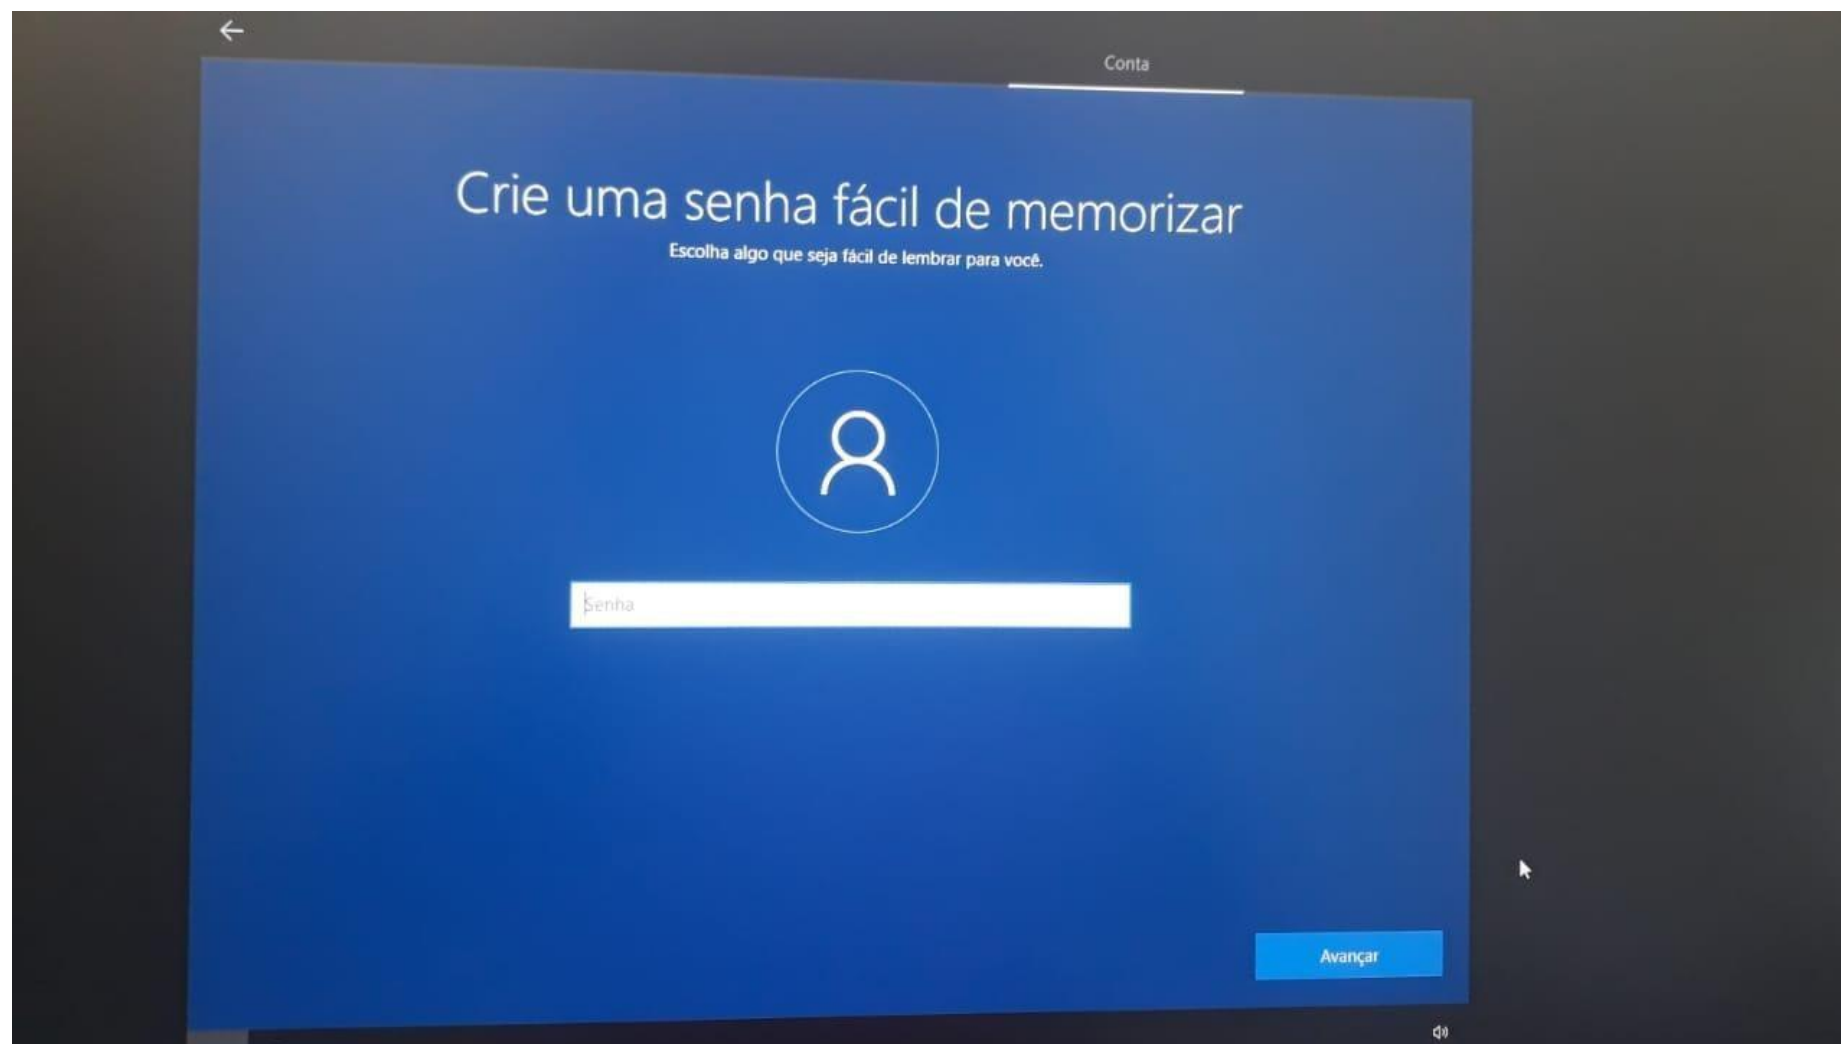 Conta
Crie uma senha fácil de memorizar
Escolha algo que seja fácil de lembrar para você.
Senha
Avançar